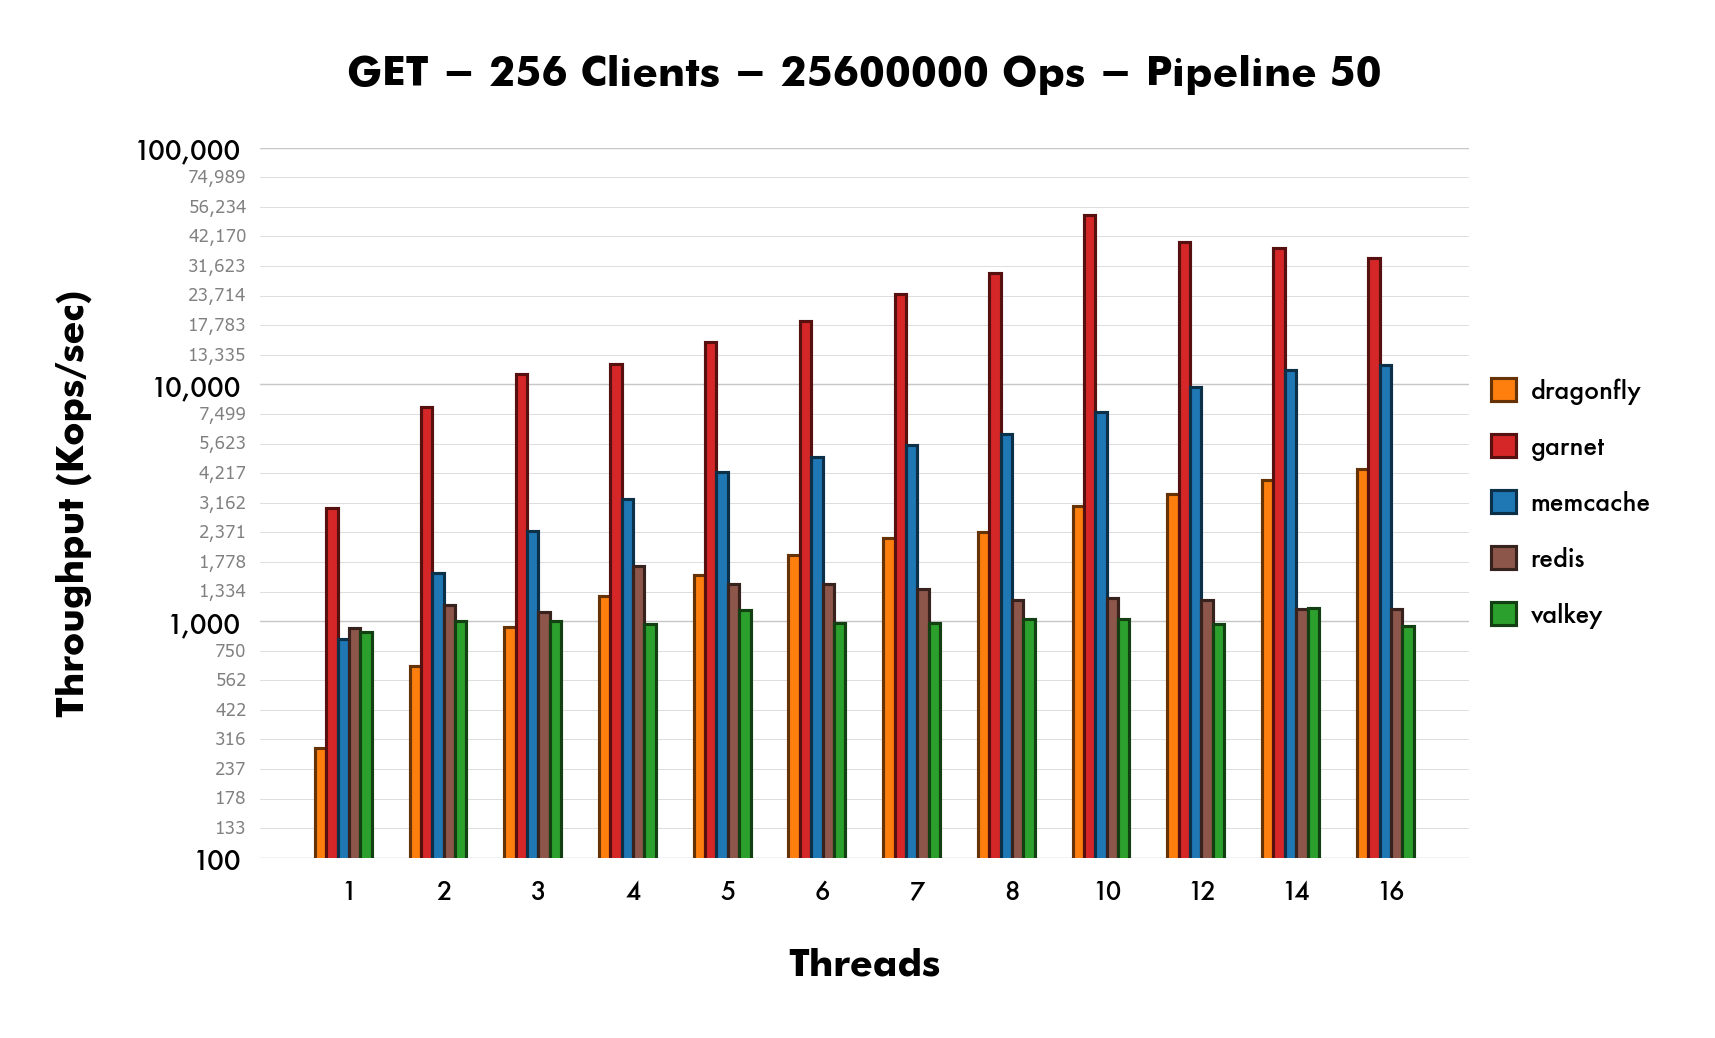 GET – 256 Clients – 25600000 Ops – Pipeline 50
Throughput (Kops/sec)
100,000
74,989
56,234
42,170
31,623
23,714
17,783
13,335
10,000
7,499
5,623
4,217
3,162
2,371
1,778
1,334
1,000
750
562
422
316
237
178
133
100
1 2 3 4 5 6 7 8 10 12 14 16
Threads
dragonfly
garnet
memcache
redis
valkey